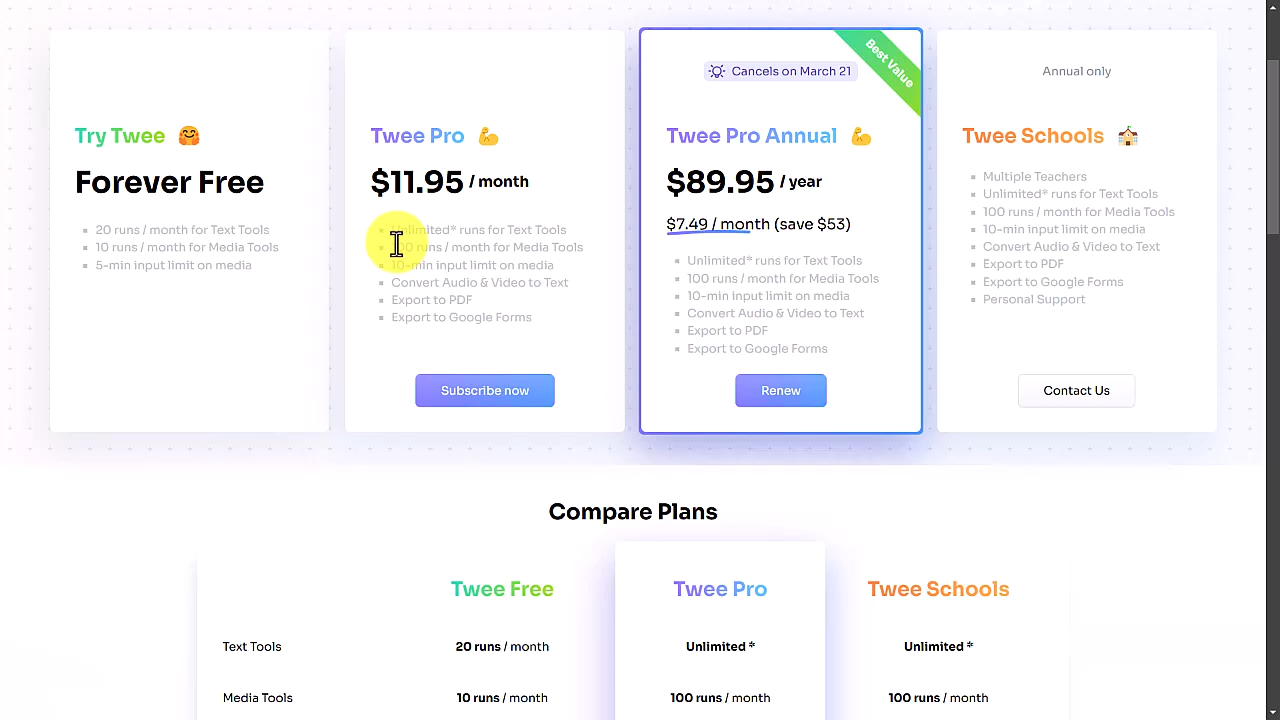 Try Twee
Forever Free
20 runs / month for Text Tools
10 runs / month for Media Tools
5-min input limit on media
Twee Pro
$11.95 / month
Unlimited* runs for Text Tools
100 runs / month for Media Tools
10-min input limit on media
Convert Audio & Video to Text
Export to PDF
Export to Google Forms
Subscribe now
Best Value
Cancels on March 21
Twee Pro Annual
$89.95 / year
$7.49 / month (save $53)
Unlimited* runs for Text Tools
100 runs / month for Media Tools
10-min input limit on media
Convert Audio & Video to Text
Export to PDF
Export to Google Forms
Renew
Annual only
Twee Schools
Multiple Teachers
Unlimited* runs for Text Tools
100 runs / month for Media Tools
10-min input limit on media
Convert Audio & Video to Text
Export to PDF
Export to Google Forms
Personal Support
Contact Us
Compare Plans
Twee Free Twee Pro Twee Schools
Text Tools 20 runs / month Unlimited * Unlimited *
Media Tools 10 runs / month 100 runs / month 100 runs / month